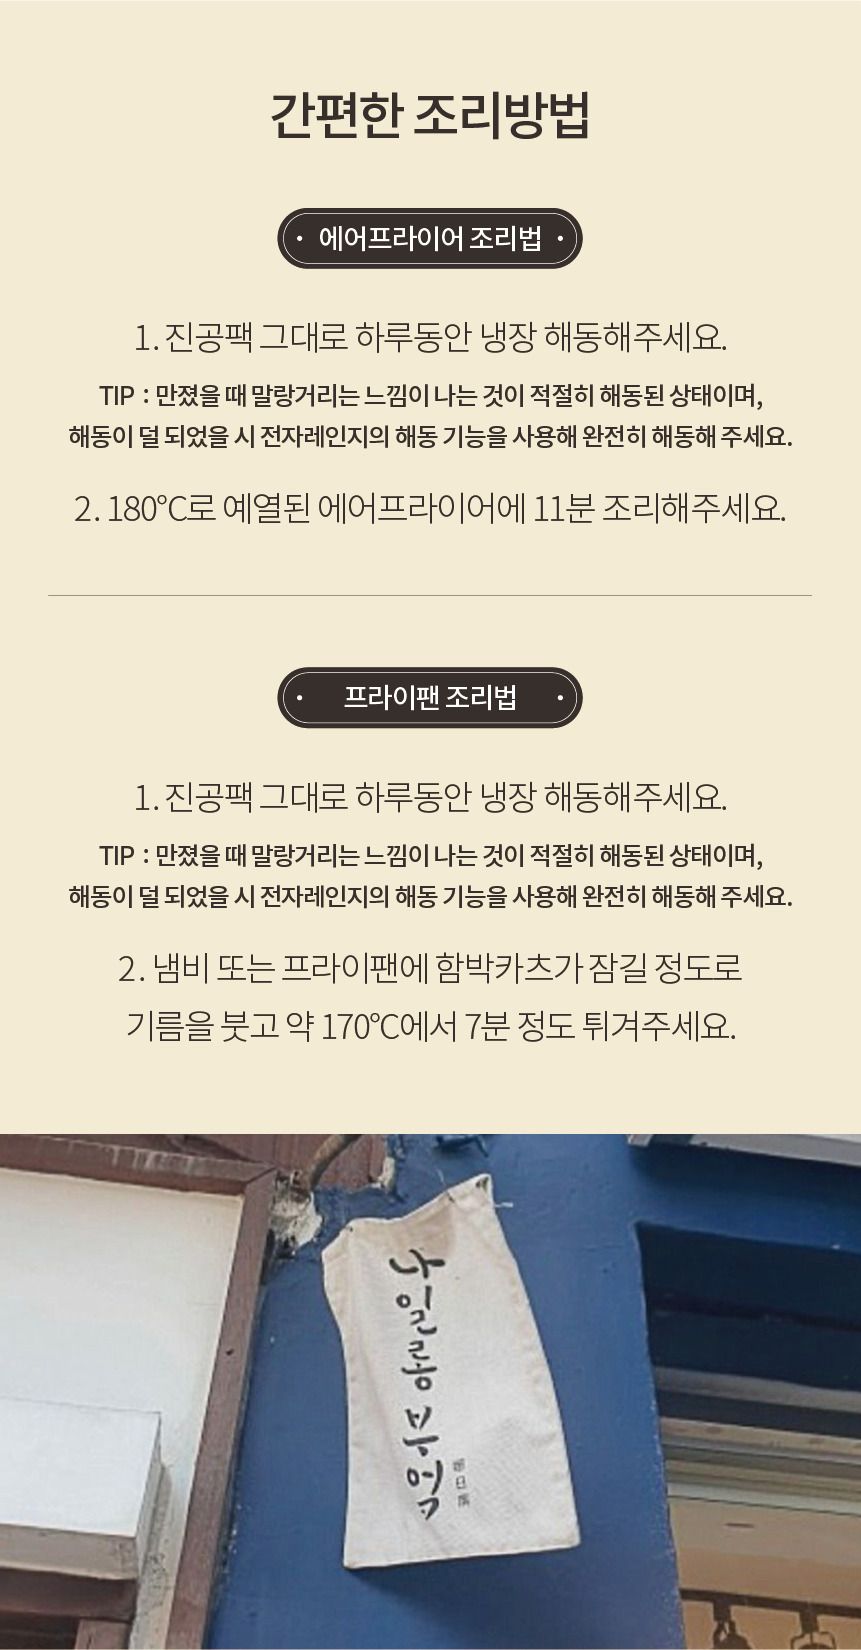 간편한 조리방법
· 에어프라이어 조리법 ·
1. 진공팩 그대로 하루동안 냉장 해동해주세요.
TIP : 만졌을 때 말랑거리는 느낌이 나는 것이 적절히 해동된 상태이며,
해동이 덜 되었을 시 전자레인지의 해동 기능을 사용해 완전히 해동해 주세요.
2. 180°C로 예열된 에어프라이어에 11분 조리해주세요.
· 프라이팬 조리법 ·
1. 진공팩 그대로 하루동안 냉장 해동해주세요.
TIP : 만졌을 때 말랑거리는 느낌이 나는 것이 적절히 해동된 상태이며,
해동이 덜 되었을 시 전자레인지의 해동 기능을 사용해 완전히 해동해 주세요.
2. 냄비 또는 프라이팬에 함박카츠가 잠길 정도로
기름을 붓고 약 170°C에서 7분 정도 튀겨주세요.
나일롱 부엌